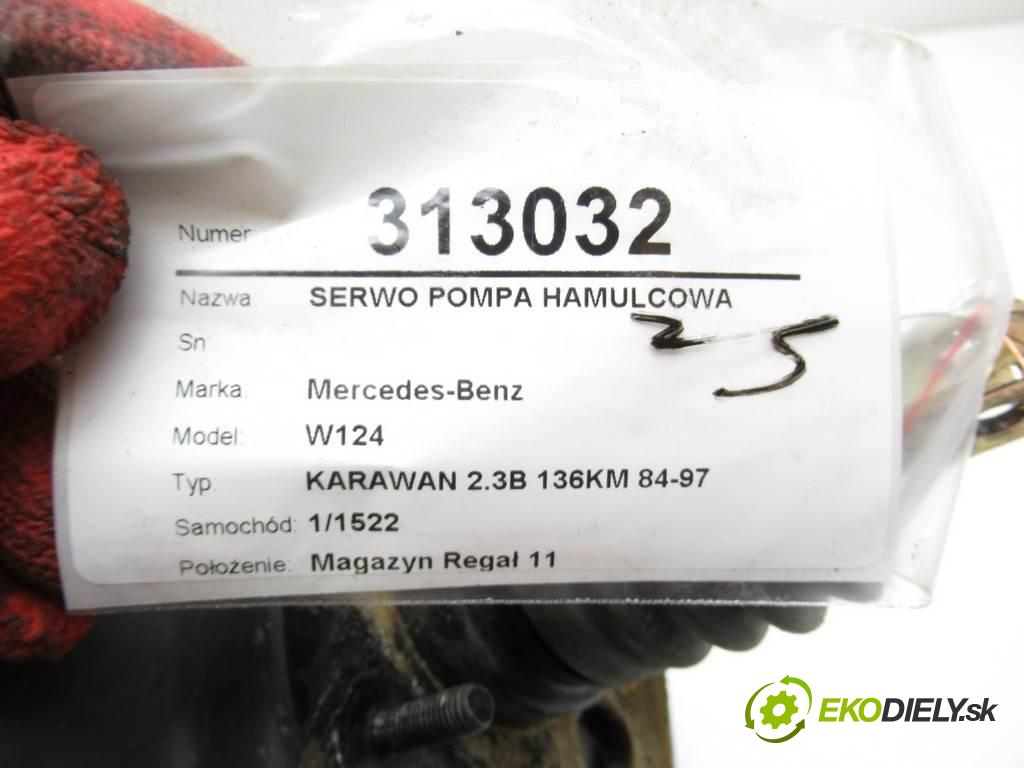 Numer: 313032
Nazwa: SERWO POMPA HAMULCOWA
Sn:
25
Marka: Mercedes-Benz
Model: W124
Typ: KARAWAN 2.3B 136KM 84-97
Samochód: 1/1522
Położenie: Magazyn Regał 11
EKODIELY.sk